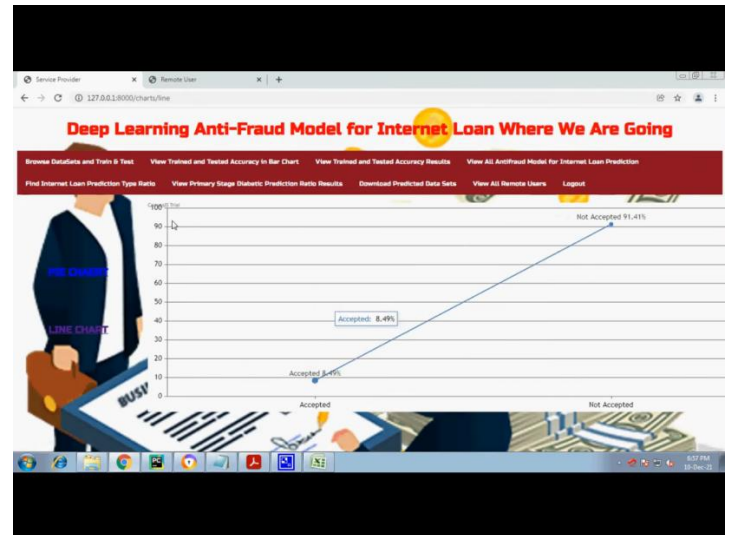 Service Provider
Remote User
127.0.0.1:8000/charts/line
Deep Learning Anti-Fraud Model for Internet Loan Where We Are Going
Browse DataSets and Train & Test View Trained and Tested Accuracy in Bar Chart View Trained and Tested Accuracy Results View All Antifraud Model for Internet Loan Prediction
Find Internet Loan Prediction Type Ratio View Primary Stage Diabetic Prediction Ratio Results Download Predicted Data Sets View All Remote Users Logout
100
Not Accepted 91.41%
90
80
70
PIE CHART
60
50
Accepted: 8.49%
40
LINE CHART
30
20
Accepted 8.49%
10
0
Accepted Not Accepted
BUSI
PC
8:57 PM